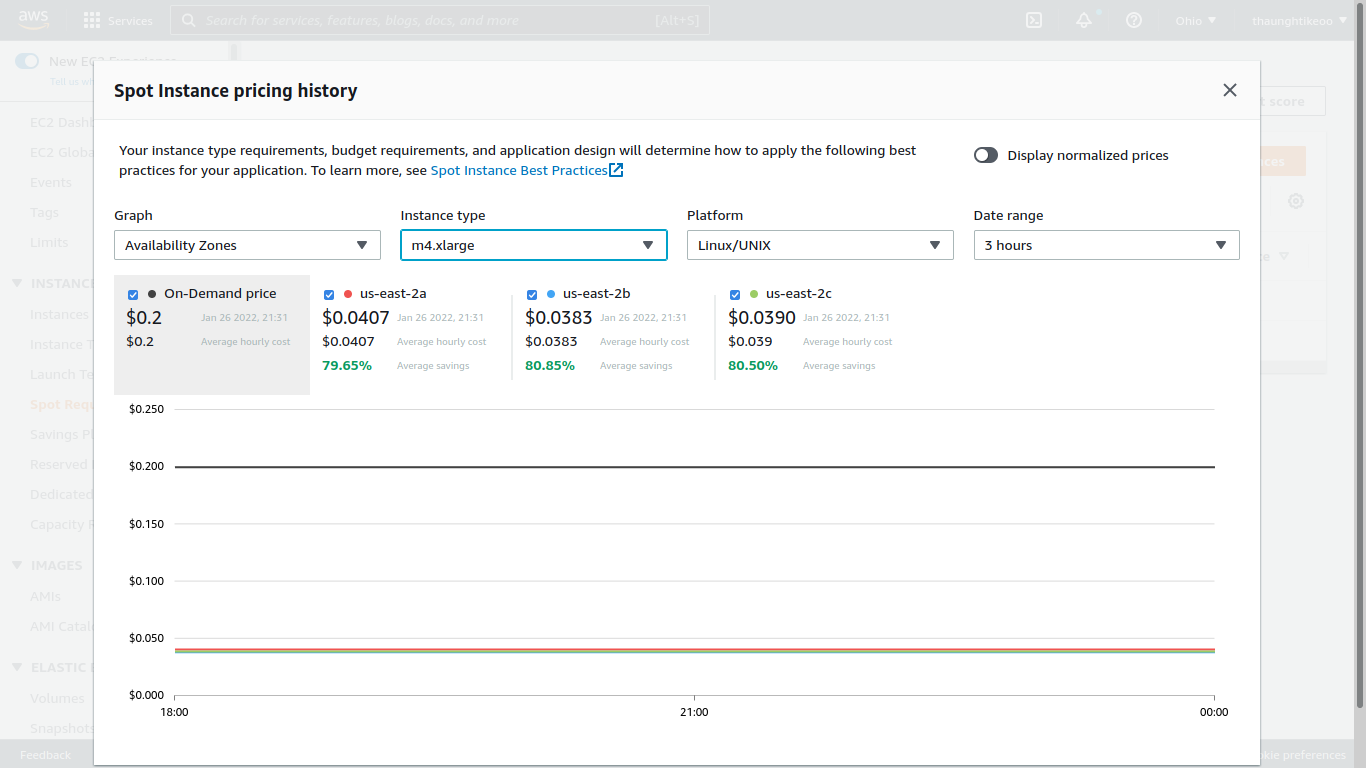 aws
Services
Search for services, features, blogs, docs, and more
[Alt+S]
Ohio
thaunghtikeoo
New EC2 Experience
Tell us
EC2
EC2
Events
Tags
Limits
Instances
Instance
Launch
Spot
Savings
Reserved
Dedicated
Capacity
IMAGES
AMIs
AMI
ELASTIC
Volumes
Snapshots
Feedback
score
preferences
Spot Instance pricing history
Your instance type requirements, budget requirements, and application design will determine how to apply the following best
practices for your application. To learn more, see Spot Instance Best Practices
Display normalized prices
Graph
Instance type
Platform
Date range
Availability Zones
m4.xlarge
Linux/UNIX
3 hours
On-Demand price
$0.2 Jan 26 2022, 21:31
$0.2 Average hourly cost
us-east-2a
$0.0407 Jan 26 2022, 21:31
$0.0407 Average hourly cost
79.65% Average savings
us-east-2b
$0.0383 Jan 26 2022, 21:31
$0.0383 Average hourly cost
80.85% Average savings
us-east-2c
$0.0390 Jan 26 2022, 21:31
$0.039 Average hourly cost
80.50% Average savings
$0.250
$0.200
$0.150
$0.100
$0.050
$0.000
18:00
21:00
00:00